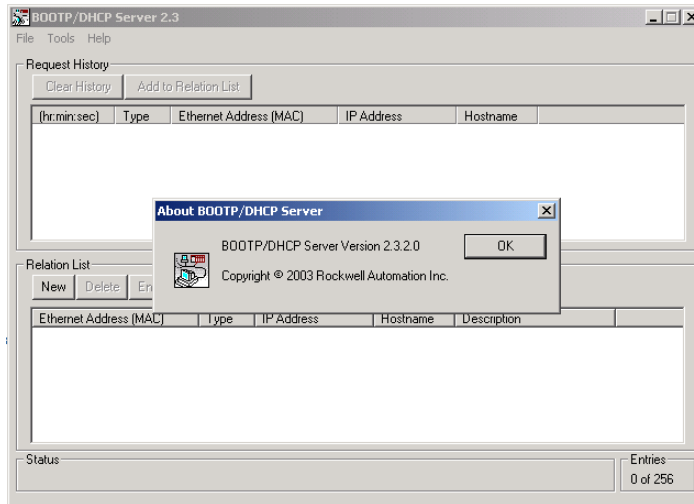 BOOTP/DHCP Server 2.3
File Tools Help
Request History
Clear History Add to Relation List
(hr:min:sec) Type Ethernet Address (MAC) IP Address Hostname
About BOOTP/DHCP Server
BOOTP/DHCP Server Version 2.3.2.0 OK
Copyright © 2003 Rockwell Automation Inc.
Relation List
New Delete En
Ethernet Address (MAC) Type IP Address Hostname Description
Status Entries
0 of 256